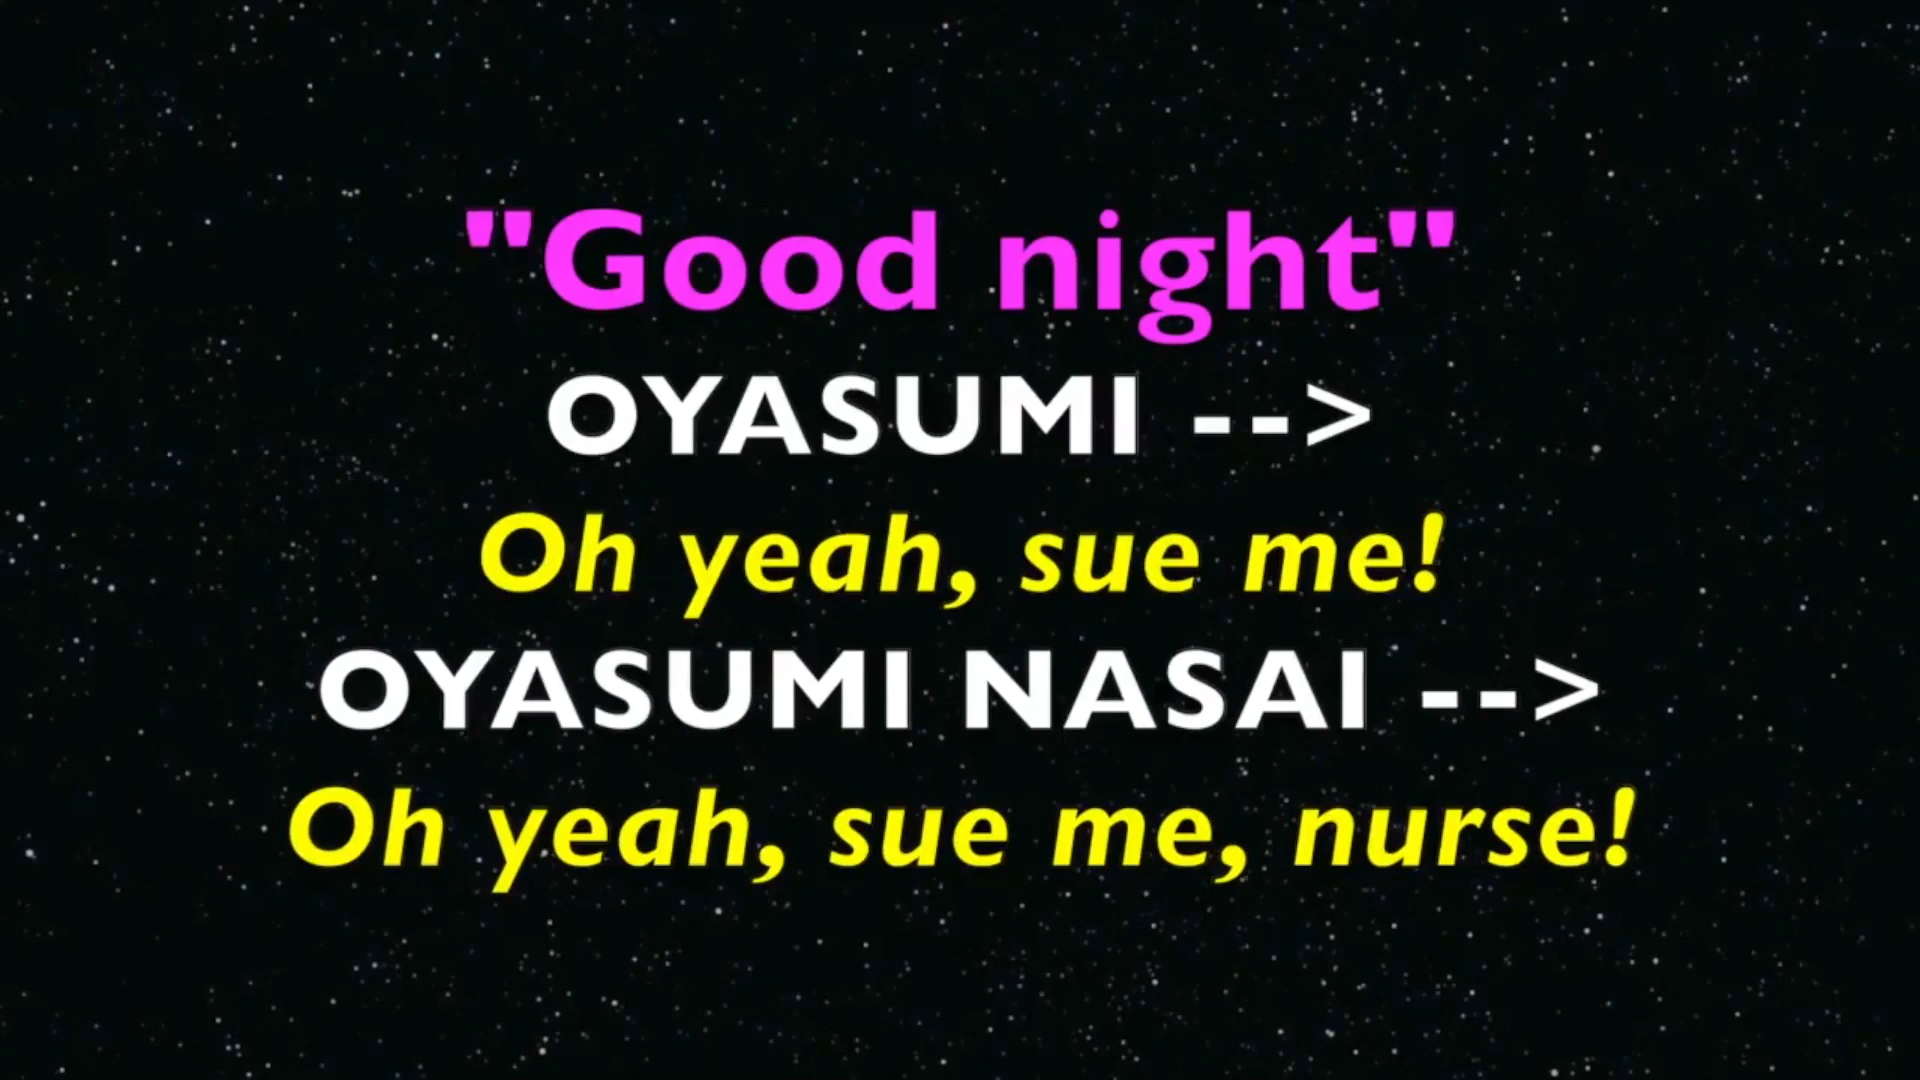 "Good night"
OYASUMI -->
Oh yeah, sue me!
OYASUMI NASAI -->
Oh yeah, sue me, nurse!